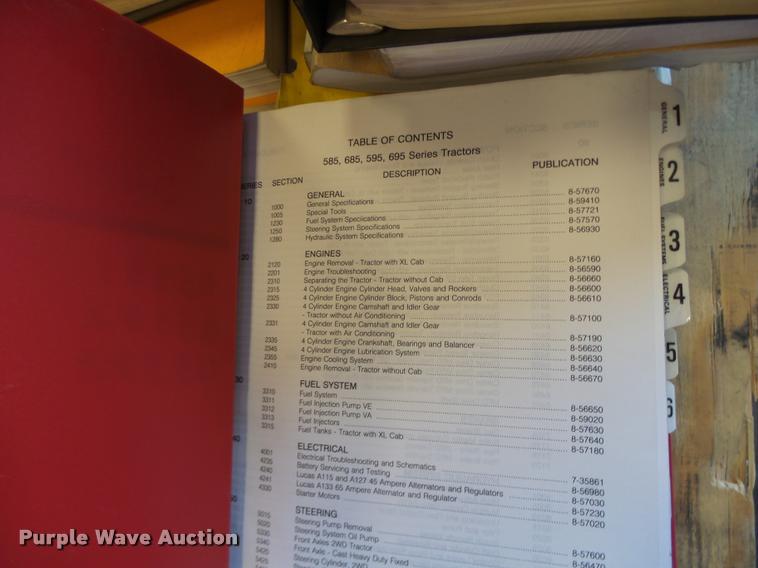 TABLE OF CONTENTS
585, 685, 595, 695 Series Tractors
SERIES SECTION DESCRIPTION PUBLICATION
10 GENERAL
1000 General Specifications 8-57670
1005 Special Tools 8-59410
1230 Fuel System Speciications 8-57721
1250 Steering System Specifications 8-57570
1280 Hydraulic System Specifications 8-56930
20 ENGINES
2120 Engine Removal - Tractor with XL Cab 8-57160
2201 Engine Troubleshooting 8-56590
2310 Separating the Tractor - Tractor without Cab 8-56660
2315 4 Cylinder Engine Cylinder Head, Valves and Rockers 8-56600
2325 4 Cylinder Engine Cylinder Block, Pistons and Conrods 8-56610
2330 4 Cylinder Engine Camshaft and Idler Gear
- Tractor without Air Conditioning 8-57100
2331 4 Cylinder Engine Camshaft and Idler Gear
- Tractor with Air Conditioning 8-57190
2335 4 Cylinder Engine Crankshaft, Bearings and Balancer 8-56620
2345 4 Cylinder Engine Lubrication System 8-56630
2355 Engine Cooling System 8-56640
2410 Engine Removal - Tractor without Cab 8-56670
30 FUEL SYSTEM
3310 Fuel System 8-56650
3311 Fuel Injection Pump VE 8-59020
3312 Fuel Injection Pump VA 8-57630
3313 Fuel Injectors 8-57640
3315 Fuel Tanks - Tractor with XL Cab 8-57180
40 ELECTRICAL
4001 Electrical Troubleshooting and Schematics 7-35861
4235 Battery Servicing and Testing 8-56980
4240 Lucas A115 and A127 45 Ampere Alternators and Regulators 8-57030
4241 Lucas A133 65 Ampere Alternator and Regulator 8-57230
4330 Starter Motors 8-57020
50 STEERING
5015 Steering Pump Removal
5020 Steering System Oil Pump 8-57600
5330 Front Axles 2WD Tractor 8-56470
5340 Front Axle - Cast Heavy Duty Fixed
5425 Steering Cylinder, 2WD
1 GENERAL
2 ENGINES
3 FUEL SYSTEMS
4 ELECTRICAL
5
6
Purple Wave Auction